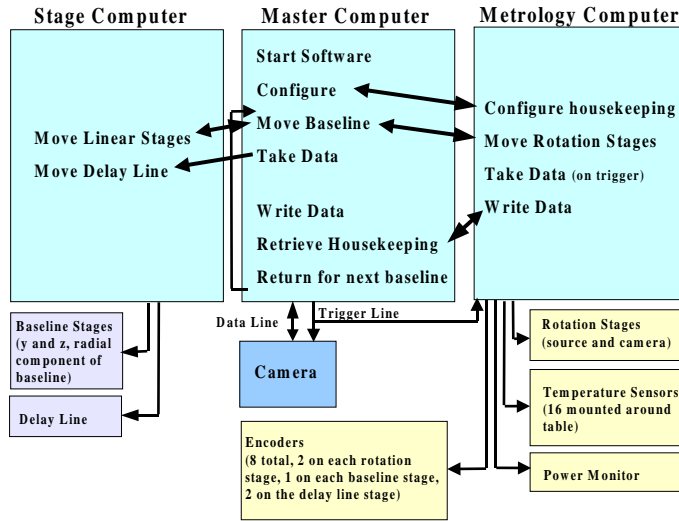 Stage Computer
Master Computer
Metrology Computer
Start Software
Configure
Move Baseline
Take Data
Write Data
Retrieve Housekeeping
Return for next baseline
Move Linear Stages
Move Delay Line
Configure housekeeping
Move Rotation Stages
Take Data (on trigger)
Write Data
Baseline Stages
(y and z, radial
component of
baseline)
Delay Line
Data Line
Trigger Line
Camera
Encoders
(8 total, 2 on each rotation
stage, 1 on each baseline stage,
2 on the delay line stage)
Rotation Stages
(source and camera)
Temperature Sensors
(16 mounted around
table)
Power Monitor